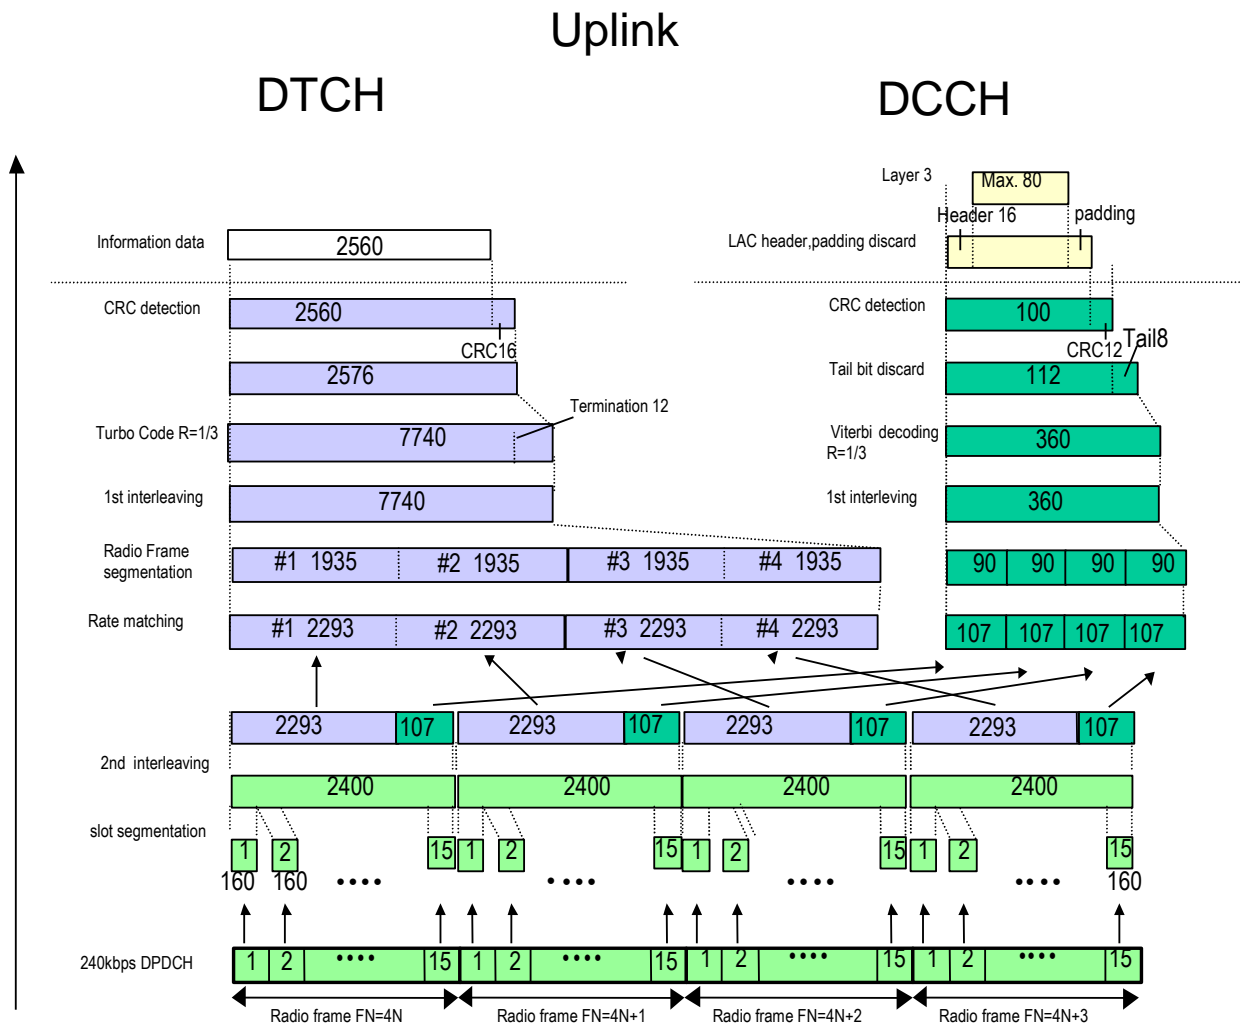 Uplink
DTCH
DCCH
Layer 3
Max. 80
Header 16
padding
Information data
2560
LAC header,padding discard
CRC detection
2560
CRC16
CRC detection
100
CRC12
Tail8
2576
Tail bit discard
112
Termination 12
Turbo Code R=1/3
7740
Viterbi decoding
R=1/3
360
1st interleaving
7740
1st interleving
360
Radio Frame
segmentation
#1 1935
#2 1935
#3 1935
#4 1935
90 90 90 90
Rate matching
#1 2293
#2 2293
#3 2293
#4 2293
107 107 107 107
2293 107 2293 107 2293 107 2293 107
2nd interleaving
2400 2400 2400 2400
slot segmentation
1 2 15 1 2 15 1 2 15 1 2 15
160 160 •••• •••• •••• •••• 160
240kbps DPDCH
1 2 •••• 15 1 2 •••• 15 1 2 •••• 15 1 2 •••• 15
Radio frame FN=4N
Radio frame FN=4N+1
Radio frame FN=4N+2
Radio frame FN=4N+3